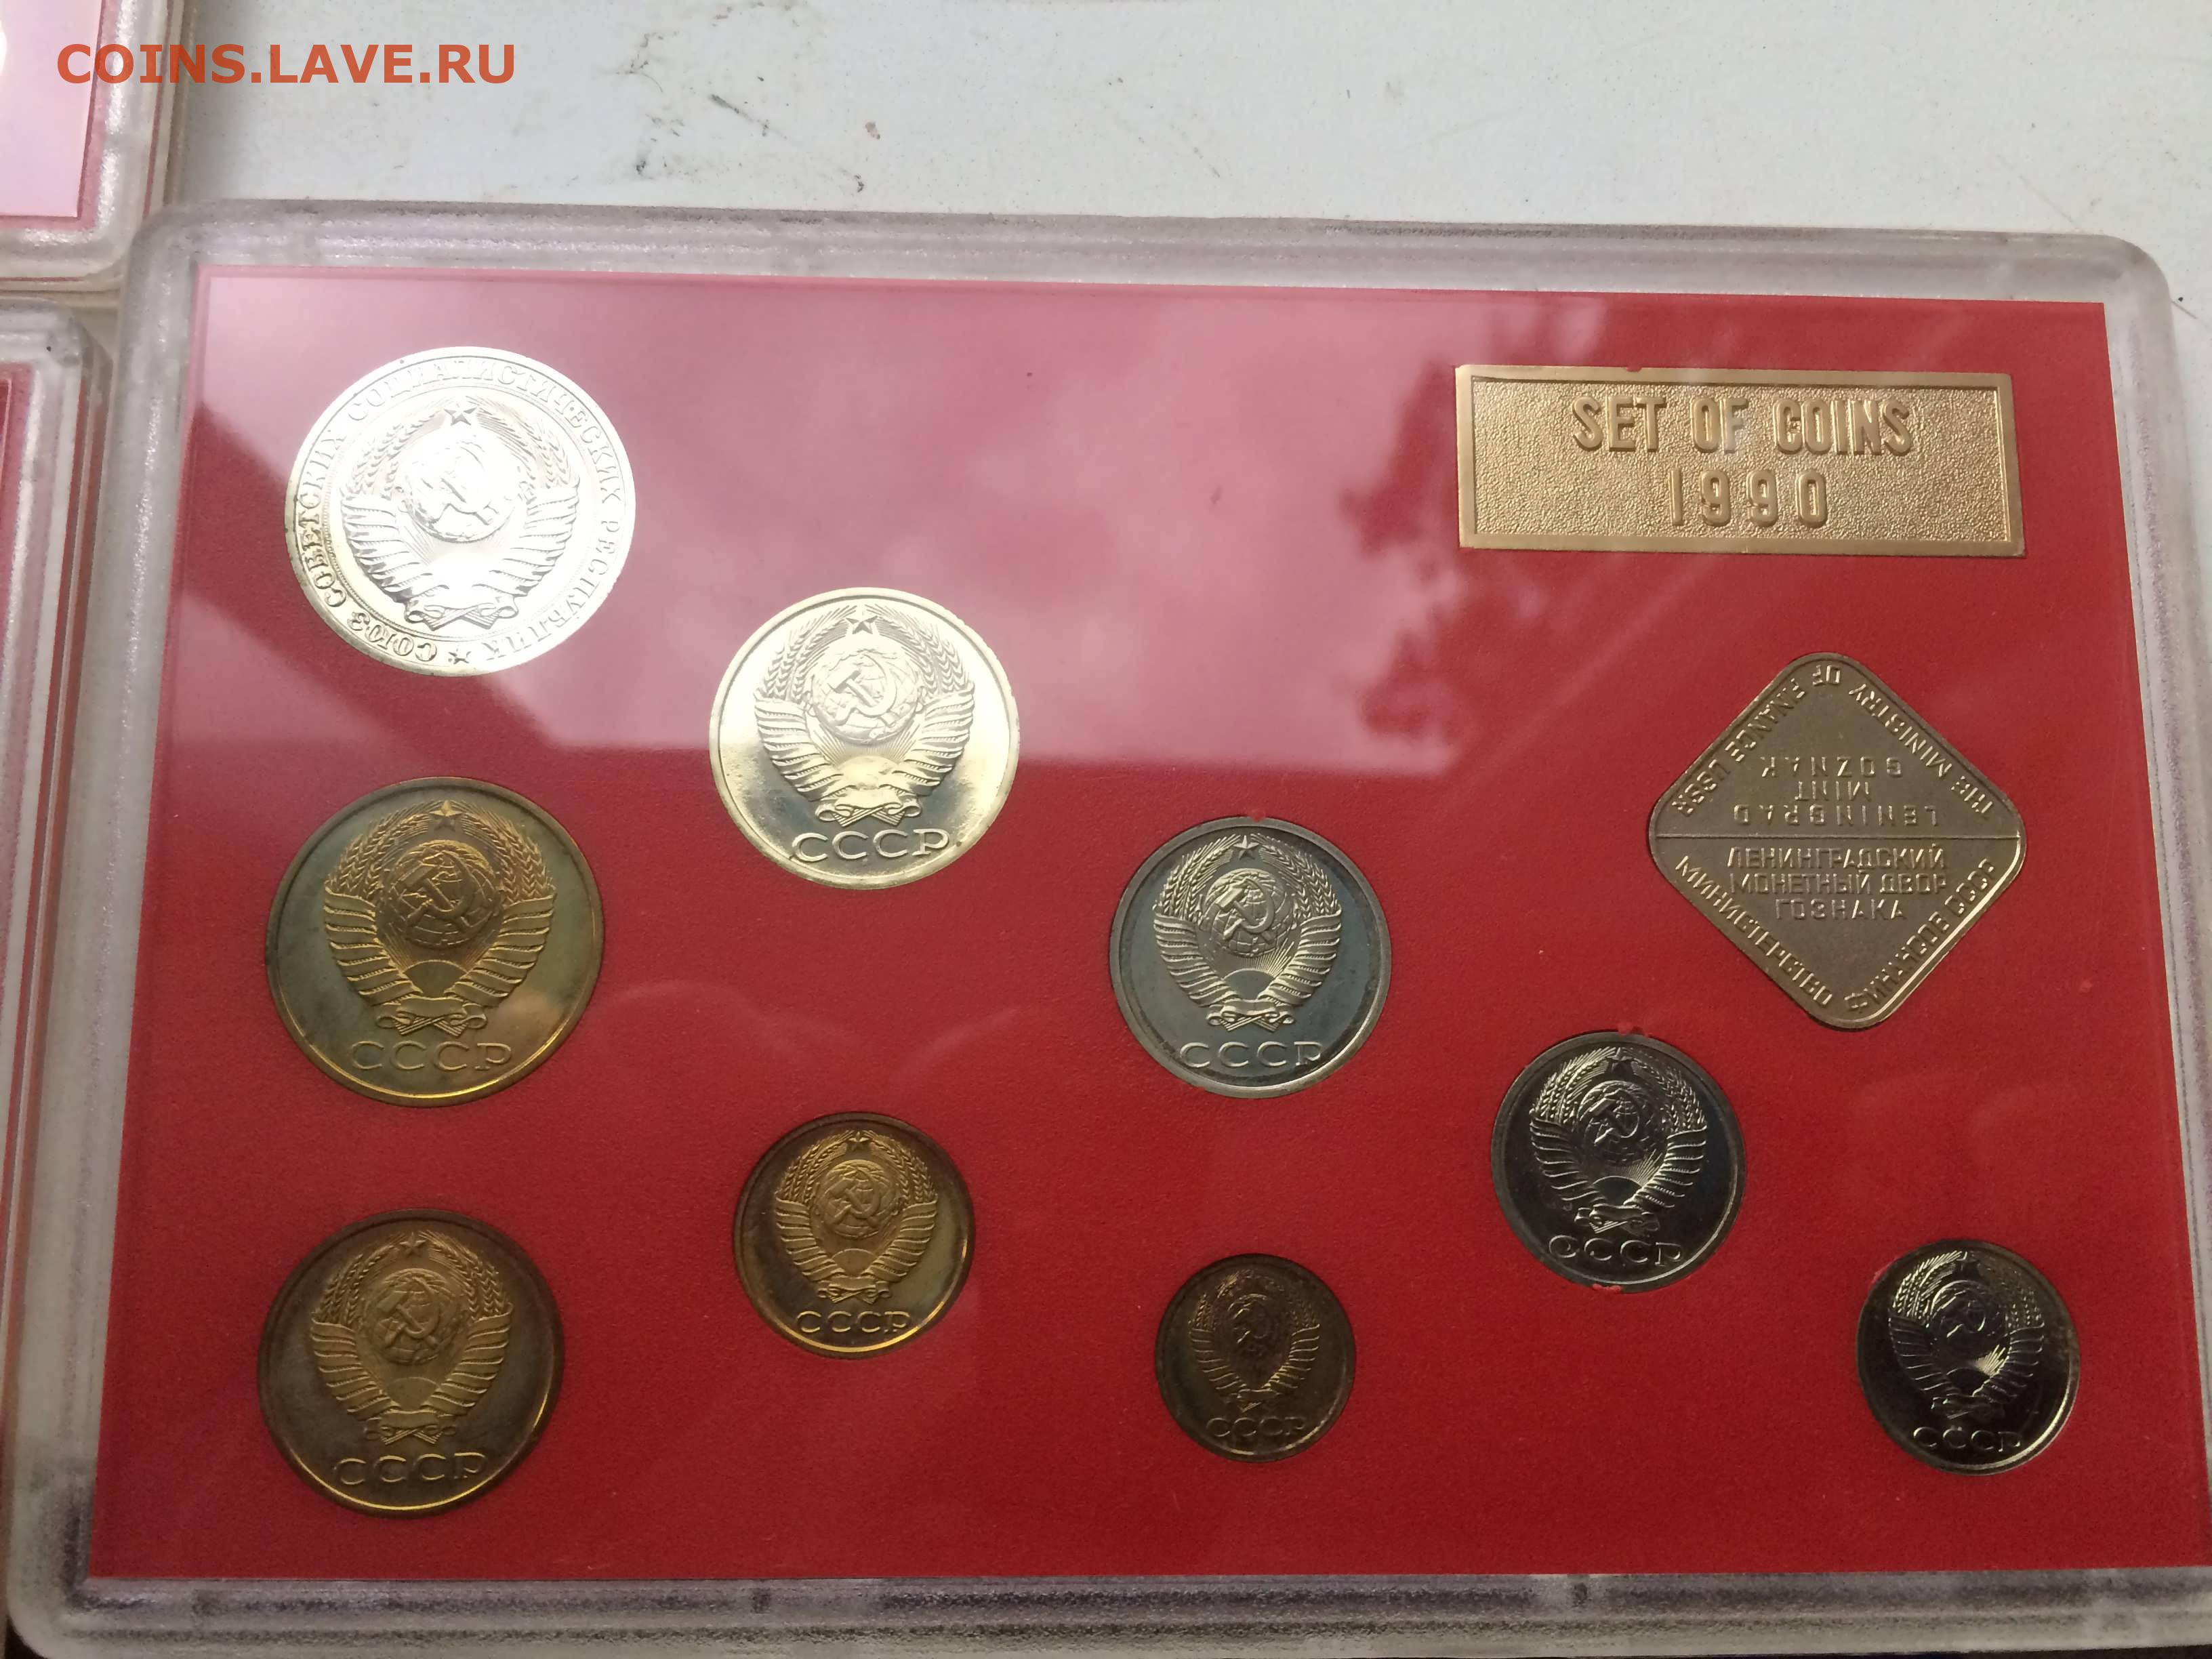 COINS.LAVE.RU
SET OF COINS
1990
СОЮЗ СОВЕТСКИХ СОЦИАЛИСТИЧЕСКИХ РЕСПУБЛИК
СССР
THE MINISTRY OF FINANCE USSR
LENINGRAD
MINT
GOZNAK
ЛЕНИНГРАДСКИЙ
МОНЕТНЫЙ ДВОР
ГОЗНАКА
МИНИСТЕРСТВО ФИНАНСОВ СССР
СССР
СССР
СССР
СССР
СССР
СССР
СССР